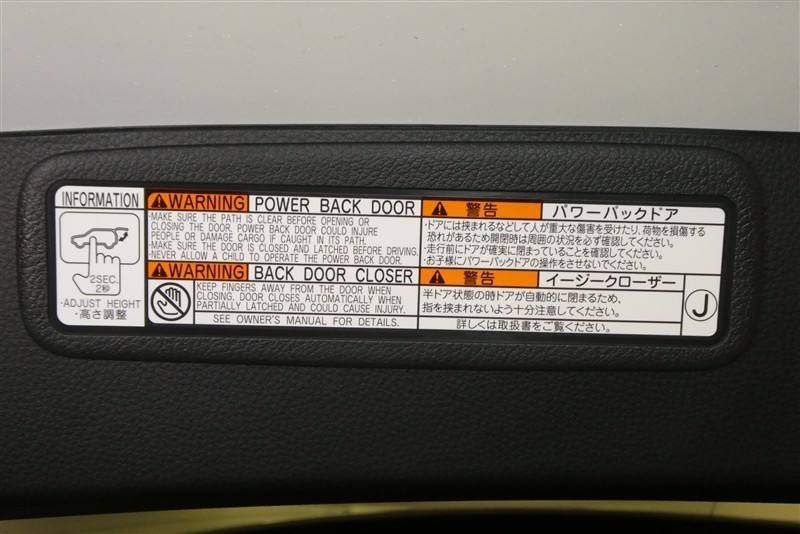 INFORMATION
2SEC.
2秒
·ADJUST HEIGHT
·高さ調整
WARNING POWER BACK DOOR
·MAKE SURE THE PATH IS CLEAR BEFORE OPENING OR
CLOSING THE DOOR. POWER BACK DOOR COULD INJURE
PEOPLE OR DAMAGE CARGO IF CAUGHT IN ITS PATH.
·MAKE SURE THE DOOR IS CLOSED AND LATCHED BEFORE DRIVING.
·NEVER ALLOW A CHILD TO OPERATE THE POWER BACK DOOR.
WARNING BACK DOOR CLOSER
KEEP FINGERS AWAY FROM THE DOOR WHEN
CLOSING. DOOR CLOSES AUTOMATICALLY WHEN
PARTIALLY LATCHED AND COULD CAUSE INJURY.
SEE OWNER'S MANUAL FOR DETAILS.
警告 パワーバックドア
·ドアには挟まれるなどして人が重大な傷害を受けたり、荷物を損傷する
恐れがあるため開閉時は周囲の状況を必ず確認してください。
·走行前にドアが確実に閉まっていることを確認してください。
·お子様にパワーバックドアの操作をさせないでください。
警告 イージークローザー
半ドア状態の時ドアが自動的に閉まるため、
指を挟まれないよう十分注意してください。
詳しくは取扱書をご覧ください。
J